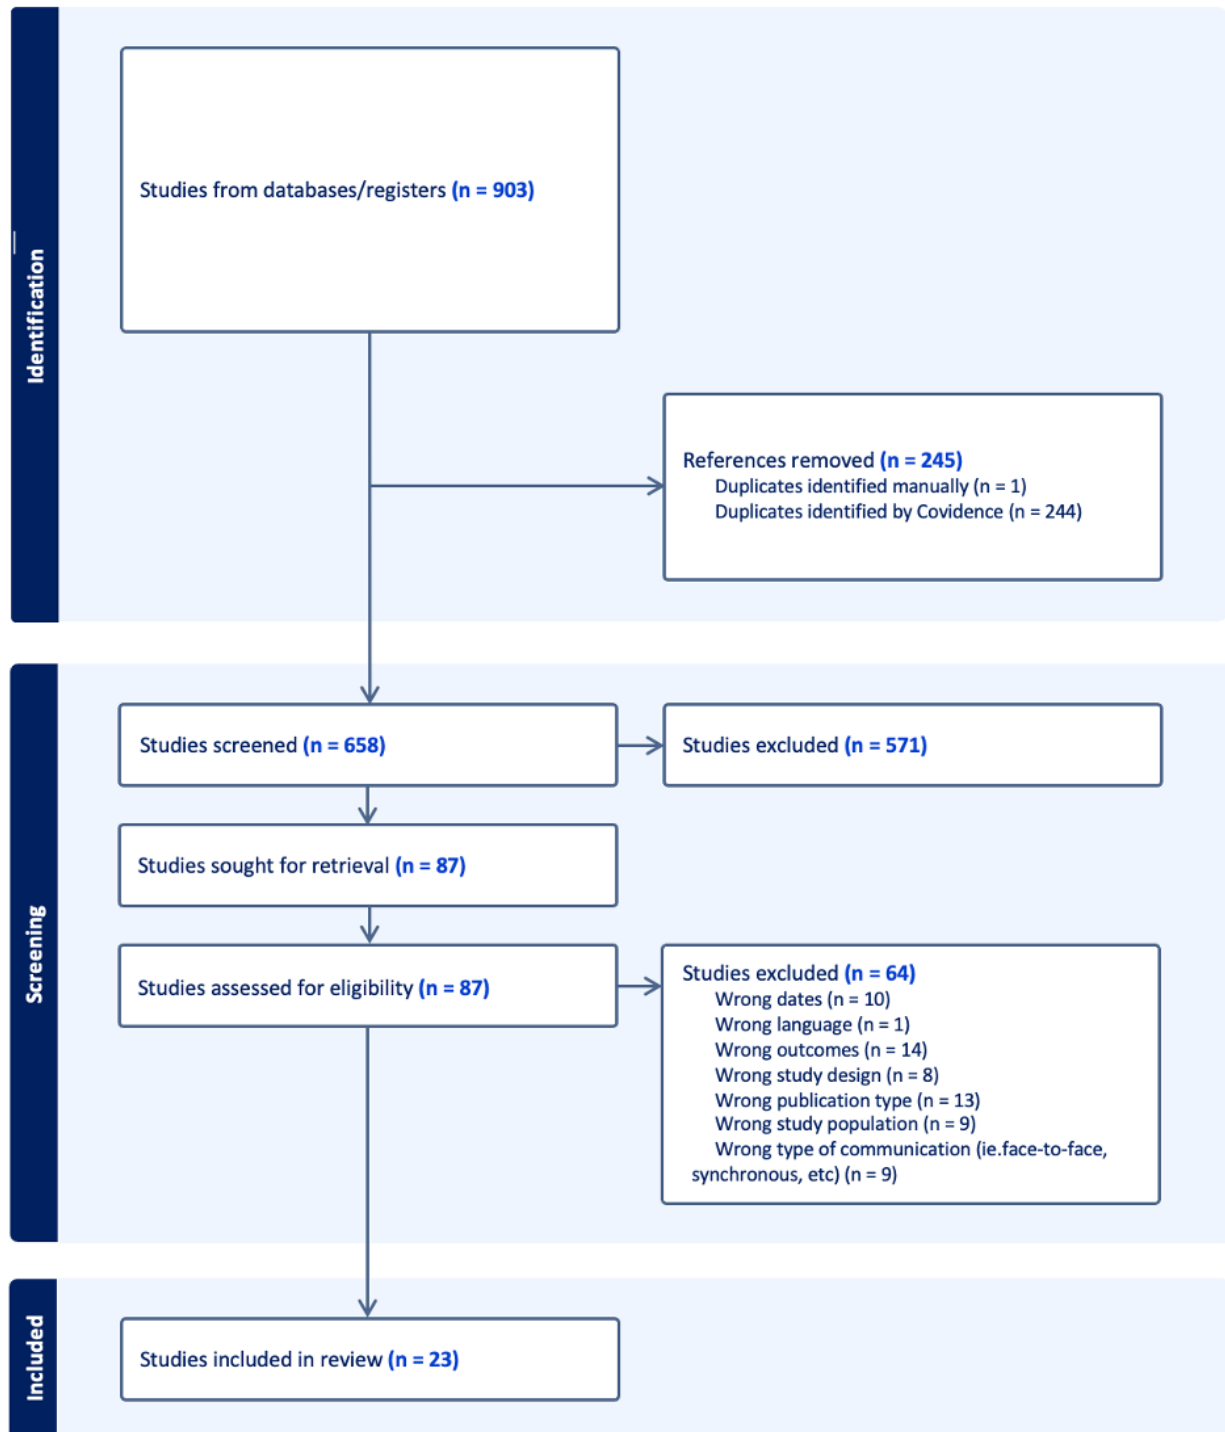 Identification
Studies from databases/registers (n = 903)
References removed (n = 245)
Duplicates identified manually (n = 1)
Duplicates identified by Covidence (n = 244)
Screening
Studies screened (n = 658)
Studies excluded (n = 571)
Studies sought for retrieval (n = 87)
Studies assessed for eligibility (n = 87)
Studies excluded (n = 64)
Wrong dates (n = 10)
Wrong language (n = 1)
Wrong outcomes (n = 14)
Wrong study design (n = 8)
Wrong publication type (n = 13)
Wrong study population (n = 9)
Wrong type of communication (ie.face-to-face,
synchronous, etc) (n = 9)
Included
Studies included in review (n = 23)